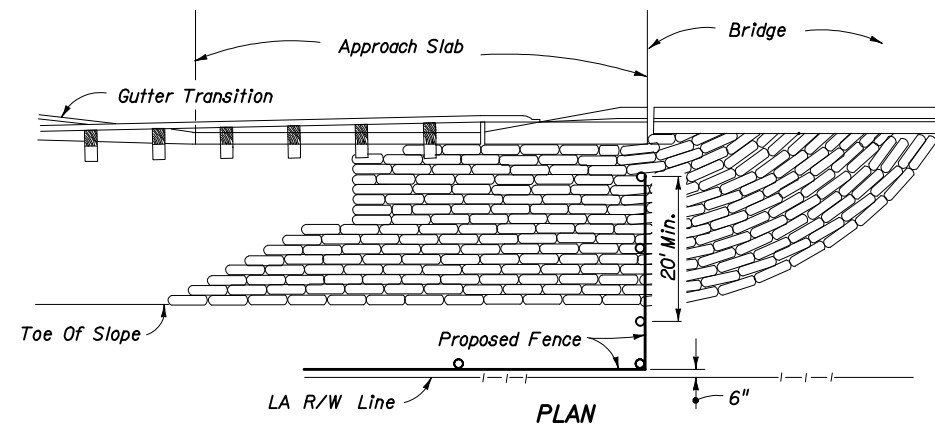 Bridge
Approach Slab
Gutter Transition
20' Min.
Toe Of Slope
Proposed Fence
LA R/W Line
6"
PLAN